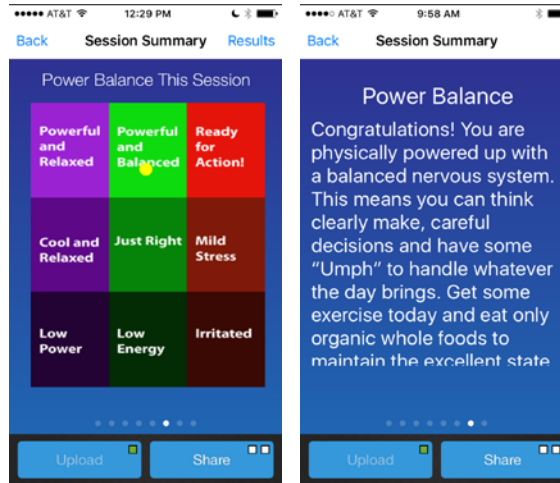 AT&T 12:29 PM
Back Session Summary Results
Power Balance This Session
Powerful and Relaxed
Powerful and Balanced
Ready for Action!
Cool and Relaxed
Just Right
Mild Stress
Low Power
Low Energy
Irritated
Upload Share
AT&T 9:58 AM
Back Session Summary
Power Balance
Congratulations! You are
physically powered up with
a balanced nervous system.
This means you can think
clearly make, careful
decisions and have some
“Umph” to handle whatever
the day brings. Get some
exercise today and eat only
organic whole foods to
maintain the excellent state
Upload Share